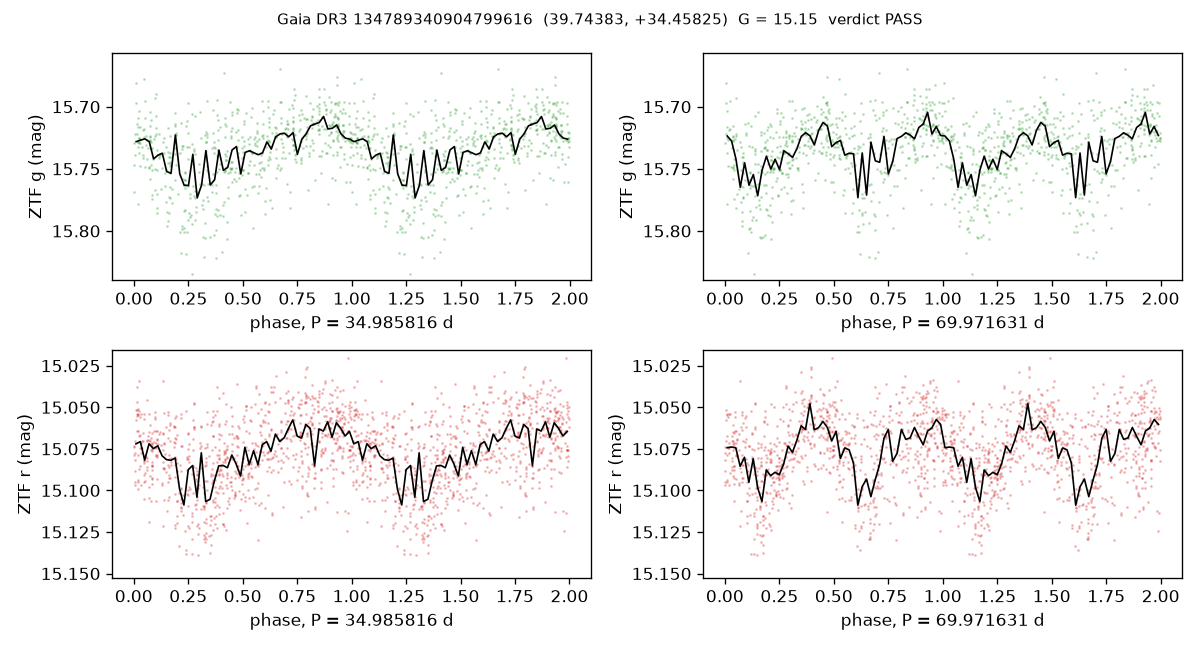 Gaia DR3 134789340904799616  (39.74383, +34.45825)  G = 15.15  verdict PASS
ZTF g (mag)
15.70
15.75
15.80
0.00 0.25 0.50 0.75 1.00 1.25 1.50 1.75 2.00
phase, P = 34.985816 d
ZTF g (mag)
15.70
15.75
15.80
0.00 0.25 0.50 0.75 1.00 1.25 1.50 1.75 2.00
phase, P = 69.971631 d
ZTF r (mag)
15.025
15.050
15.075
15.100
15.125
15.150
0.00 0.25 0.50 0.75 1.00 1.25 1.50 1.75 2.00
phase, P = 34.985816 d
ZTF r (mag)
15.025
15.050
15.075
15.100
15.125
15.150
0.00 0.25 0.50 0.75 1.00 1.25 1.50 1.75 2.00
phase, P = 69.971631 d